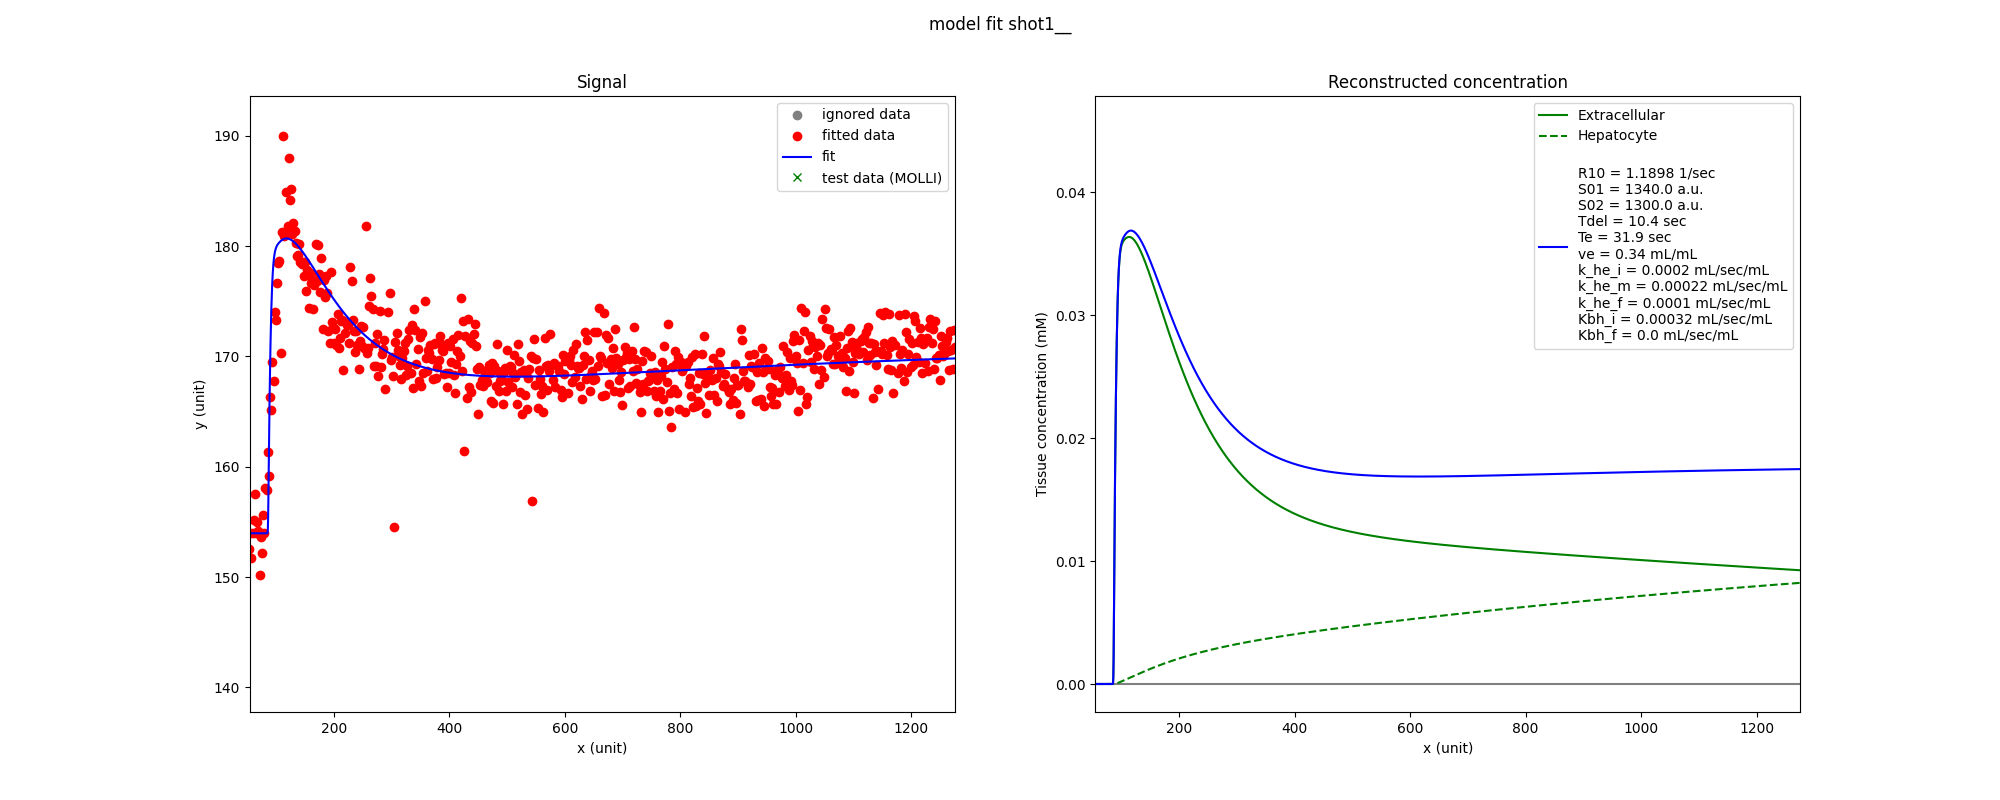 model fit shot1__
Signal
y (unit)
190
180
170
160
150
140
200
400
600
800
1000
1200
x (unit)
ignored data
fitted data
fit
test data (MOLLI)
Reconstructed concentration
Tissue concentration (mM)
0.04
0.03
0.02
0.01
0.00
200
400
600
800
1000
1200
x (unit)
Extracellular
Hepatocyte
R10 = 1.1898 1/sec
S01 = 1340.0 a.u.
S02 = 1300.0 a.u.
Tdel = 10.4 sec
Te = 31.9 sec
ve = 0.34 mL/mL
k_he_i = 0.0002 mL/sec/mL
k_he_m = 0.00022 mL/sec/mL
k_he_f = 0.0001 mL/sec/mL
Kbh_i = 0.00032 mL/sec/mL
Kbh_f = 0.0 mL/sec/mL